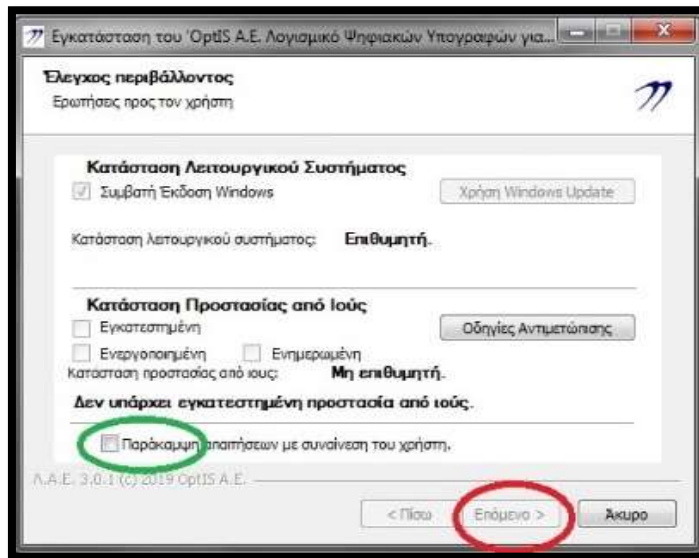 Εγκατάσταση του 'OptIS Α.Ε. Λογισμικό Ψηφιακών Υπογραφών για...
Έλεγχος περιβάλλοντος
Ερωτήσεις προς τον χρήστη
Κατάσταση Λειτουργικού Συστήματος
Συμβατή Έκδοση Windows
Χρήση Windows Update
Κατάσταση λειτουργικού συστήματος: Επιθυμητή.
Κατάσταση Προστασίας από Ιούς
Εγκατεστημένη
Οδηγίες Αντιμετώπισης
Ενεργοποιημένη Ενημερωμένη
Κατάσταση προστασίας από ιους: Μη επιθυμητή.
Δεν υπάρχει εγκατεστημένη προστασία από ιούς.
Παράκαμψη απαιτήσεων με συναίνεση του χρήστη.
Λ.Α.Ε. 3.0.1 (c) 2019 OptIS A.E.
< Πίσω Επόμενο > Άκυρο